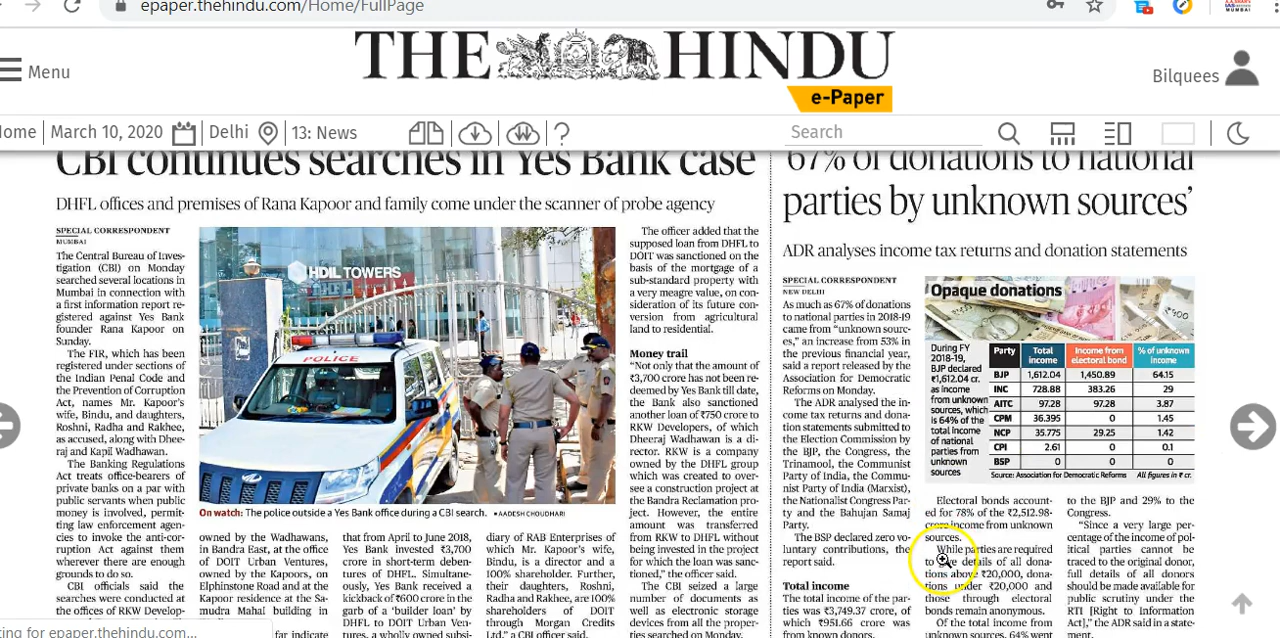 epaper.thehindu.com/Home/FullPage
THE HINDU
e-Paper
Menu
Bilquees
ome
March 10, 2020
Delhi
13: News
Search
CBI continues searches in Yes Bank case
DHFL offices and premises of Rana Kapoor and family come under the scanner of probe agency
SPECIAL CORRESPONDENT
MUMBAI
The Central Bureau of Inves-
tigation (CBI) on Monday
searched several locations in
Mumbai in connection with
a first information report re-
gistered against Yes Bank
founder Rana Kapoor on
Sunday.
The FIR, which has been
registered under sections of
the Indian Penal Code and
the Prevention of Corruption
Act, names Mr. Kapoor's
wife, Bindu, and daughters,
Roshni, Radha and Rakhee,
as accused, along with Dhee-
raj and Kapil Wadhawan.
The Banking Regulations
Act treats office-bearers of
private banks on a par with
public servants when public
money is involved, permit-
ting law enforcement agen-
cies to invoke the anti-cor-
ruption Act against them
wherever there are enough
grounds to do so.
CBI officials said the
searches were conducted at
the offices of RKW Develop-
HDIL TOWERS
POLICE
On watch: The police outside a Yes Bank office during a CBI search. •AADESH CHOUDHARI
owned by the Wadhawans,
in Bandra East, at the office
of DOIT Urban Ventures,
owned by the Kapoors, on
Elphinstone Road and at the
Kapoor residence at the Sa-
mudra Mahal building in
far indicate
that from April to June 2018,
Yes Bank invested ₹3,700
crore in short-term deben-
tures of DHFL. Simultane-
ously, Yes Bank received a
kickback of ₹600 crore in the
garb of a 'builder loan' by
DHFL to DOIT Urban Ven-
tures, a wholly owned subsi-
diary of RAB Enterprises of
which Mr. Kapoor's wife,
Bindu, is a director and a
100% shareholder. Further,
their daughters, Roshni,
Radha and Rakhee, are 100%
shareholders of DOIT
through Morgan Credits
Ltd," a CBI officer said.
The officer added that the
supposed loan from DHFL to
DOIT was sanctioned on the
basis of the mortgage of a
sub-standard property with
a very meagre value, on con-
sideration of its future con-
version from agricultural
land to residential.
Money trail
"Not only that the amount of
₹3,700 crore has not been re-
deemed by Yes Bank till date,
the Bank also sanctioned
another loan of ₹750 crore to
RKW Developers, of which
Dheeraj Wadhawan is a di-
rector. RKW is a company
owned by the DHFL group
which was created to over-
see a construction project at
the Bandra Reclamation pro-
ject. However, the entire
amount was transferred
from RKW to DHFL without
being invested in the project
for which the loan was sanc-
tioned," the officer said.
The CBI seized a large
number of documents as
well as electronic storage
devices from all the proper-
ties searched on Monday.
67% of donations to national
parties by unknown sources'
ADR analyses income tax returns and donation statements
SPECIAL CORRESPONDENT
NEW DELHI
As much as 67% of donations
to national parties in 2018-19
came from "unknown sourc-
es," an increase from 53% in
the previous financial year,
said a report released by the
Association for Democratic
Reforms on Monday.
The ADR analysed the in-
come tax returns and dona-
tion statements submitted to
the Election Commission by
the BJP, the Congress, the
Trinamool, the Communist
Party of India, the Commu-
nist Party of India (Marxist),
the Nationalist Congress Par-
ty and the Bahujan Samaj
Party.
The BSP declared zero vo-
luntary contributions, the
report said.
Total income
The total income of the par-
ties was ₹3,749.37 crore, of
which ₹951.66 crore was
from known donors.
Opaque donations
During FY
2018-19,
BJP declared
₹1,612.04 cr.
as income
from unknown
sources, which
is 64% of the
total income
of national
parties from
unknown
sources
Party Total income Income from electoral bond % of unknown income
BJP 1,612.04 1,450.89 64.15
INC 728.88 383.26 29
AITC 97.28 97.28 3.87
CPM 36.395 0 1.45
NCP 35.775 29.25 1.42
CPI 2.61 0 0.1
BSP 0 0 0
Source: Association for Democratic Reforms All figures in ₹ cr.
Electoral bonds account-
ed for 78% of the ₹2,512.98-
crore income from unknown
sources.
While parties are required
to give details of all dona-
tions above ₹20,000, dona-
tions under ₹20,000 and
those through electoral
bonds remain anonymous.
Of the total income from
unknown sources, 64% went
to the BJP and 29% to the
Congress.
"Since a very large per-
centage of the income of po-
litical parties cannot be
traced to the original donor,
full details of all donors
should be made available for
public scrutiny under the
RTI [Right to Information
Act]," the ADR said in a state-
ment.
ting for epaper.thehindu.com...